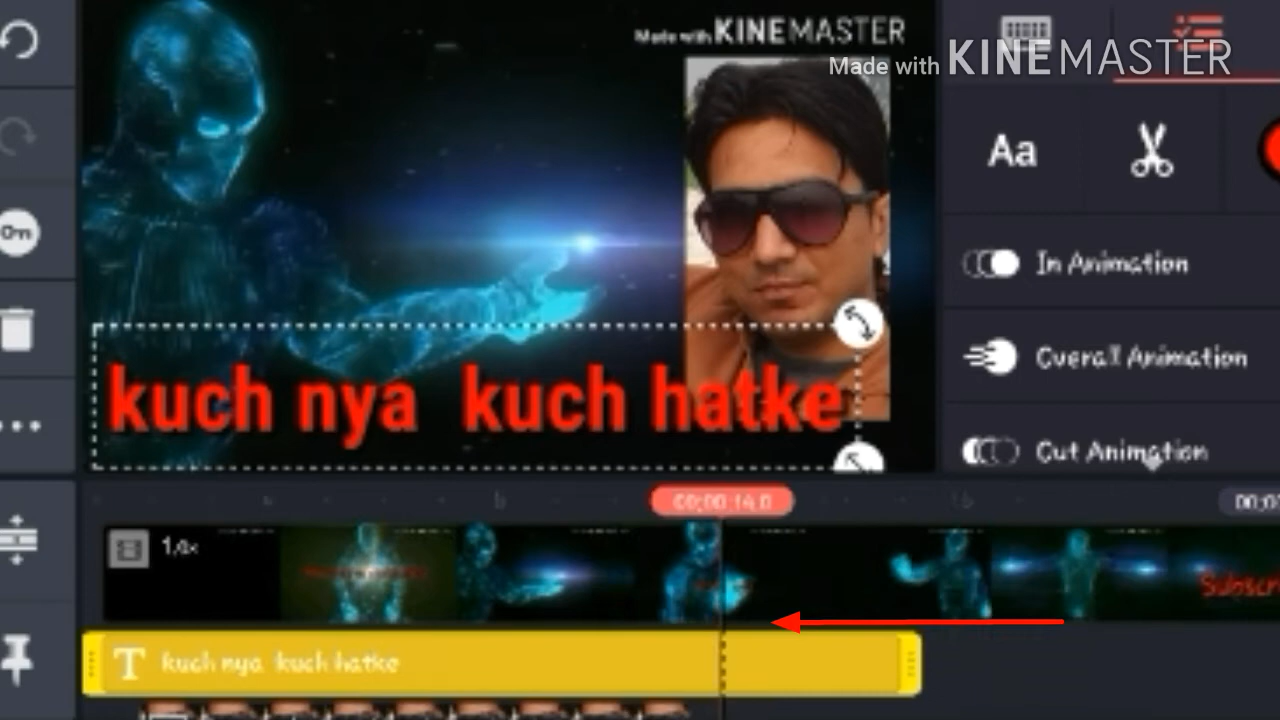 Made with KINEMASTER
Made with KINEMASTER
Aa
In Animation
Overall Animation
Out Animation
kuch nya kuch hatke
00:00:14.0
1.0x
T kuch nya kuch hatke